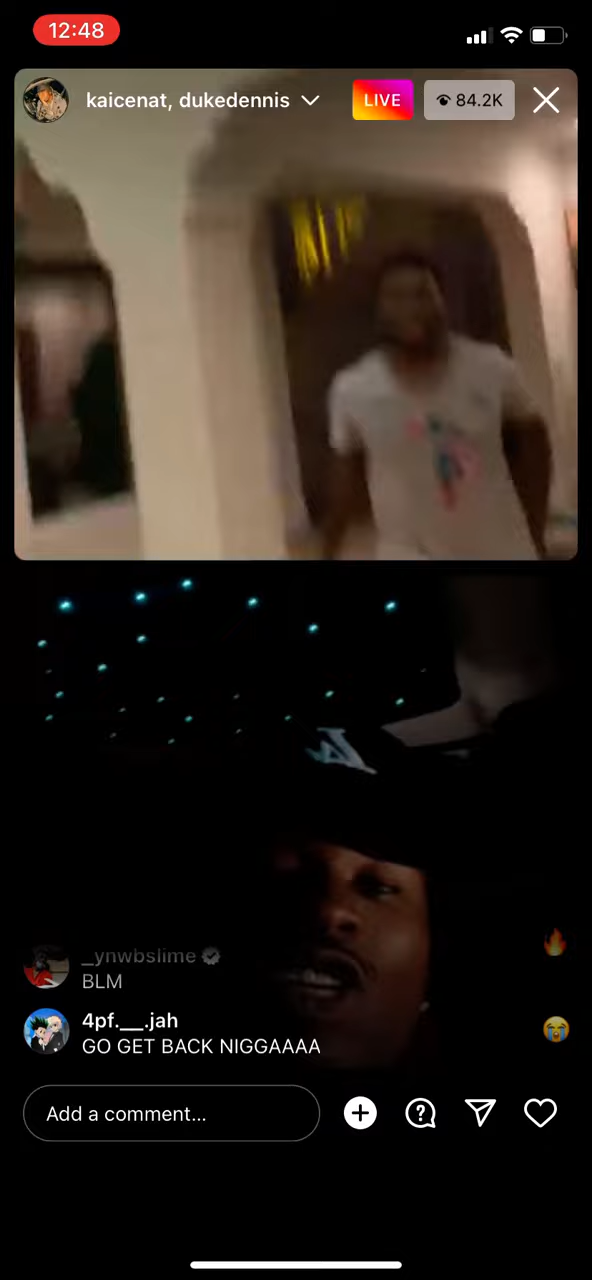 12:48
kaicenat, dukedennis
LIVE
84.2K
_ynwbslime
BLM
4pf.__.jah
GO GET BACK NIGGAAAA
Add a comment...